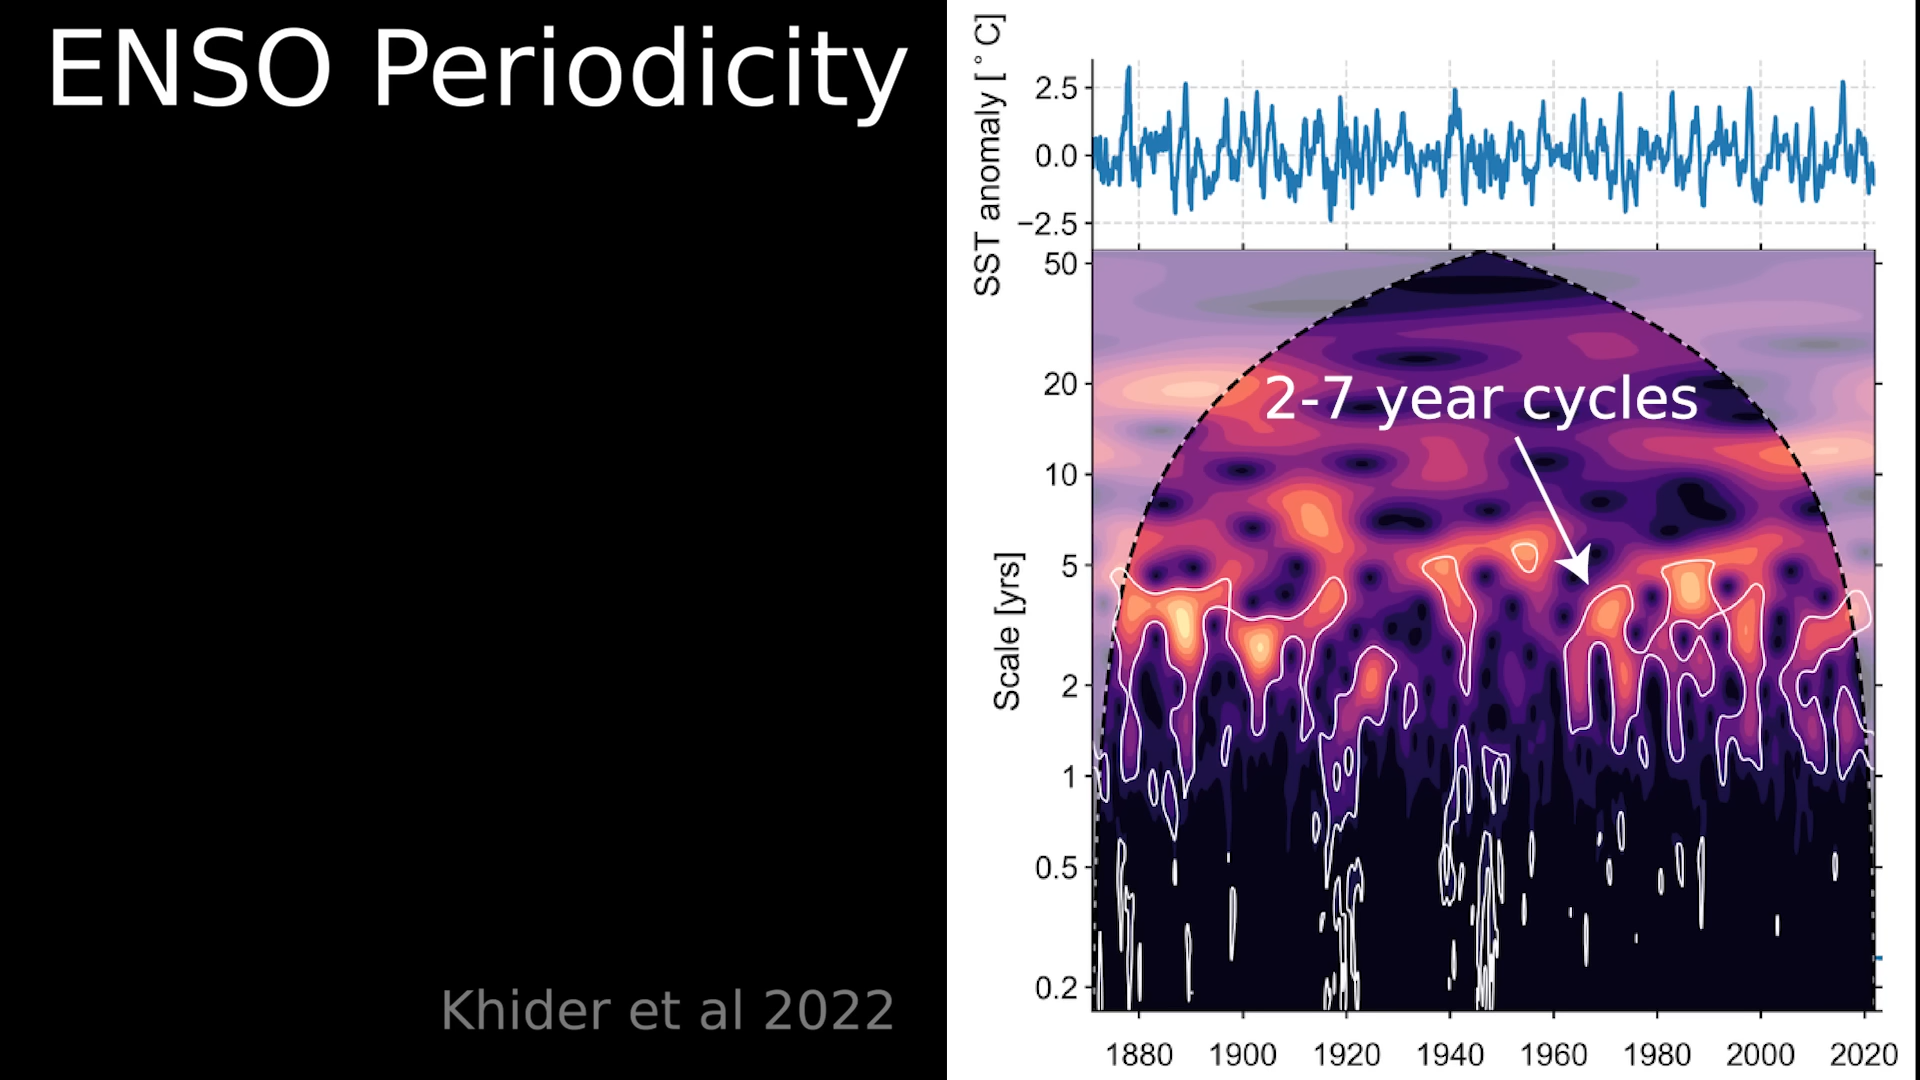 ENSO Periodicity
Khider et al 2022
SST anomaly [°C]
2.5
0.0
−2.5
2-7 year cycles
Scale [yrs]
50
20
10
5
2
1
0.5
0.2
1880 1900 1920 1940 1960 1980 2000 2020